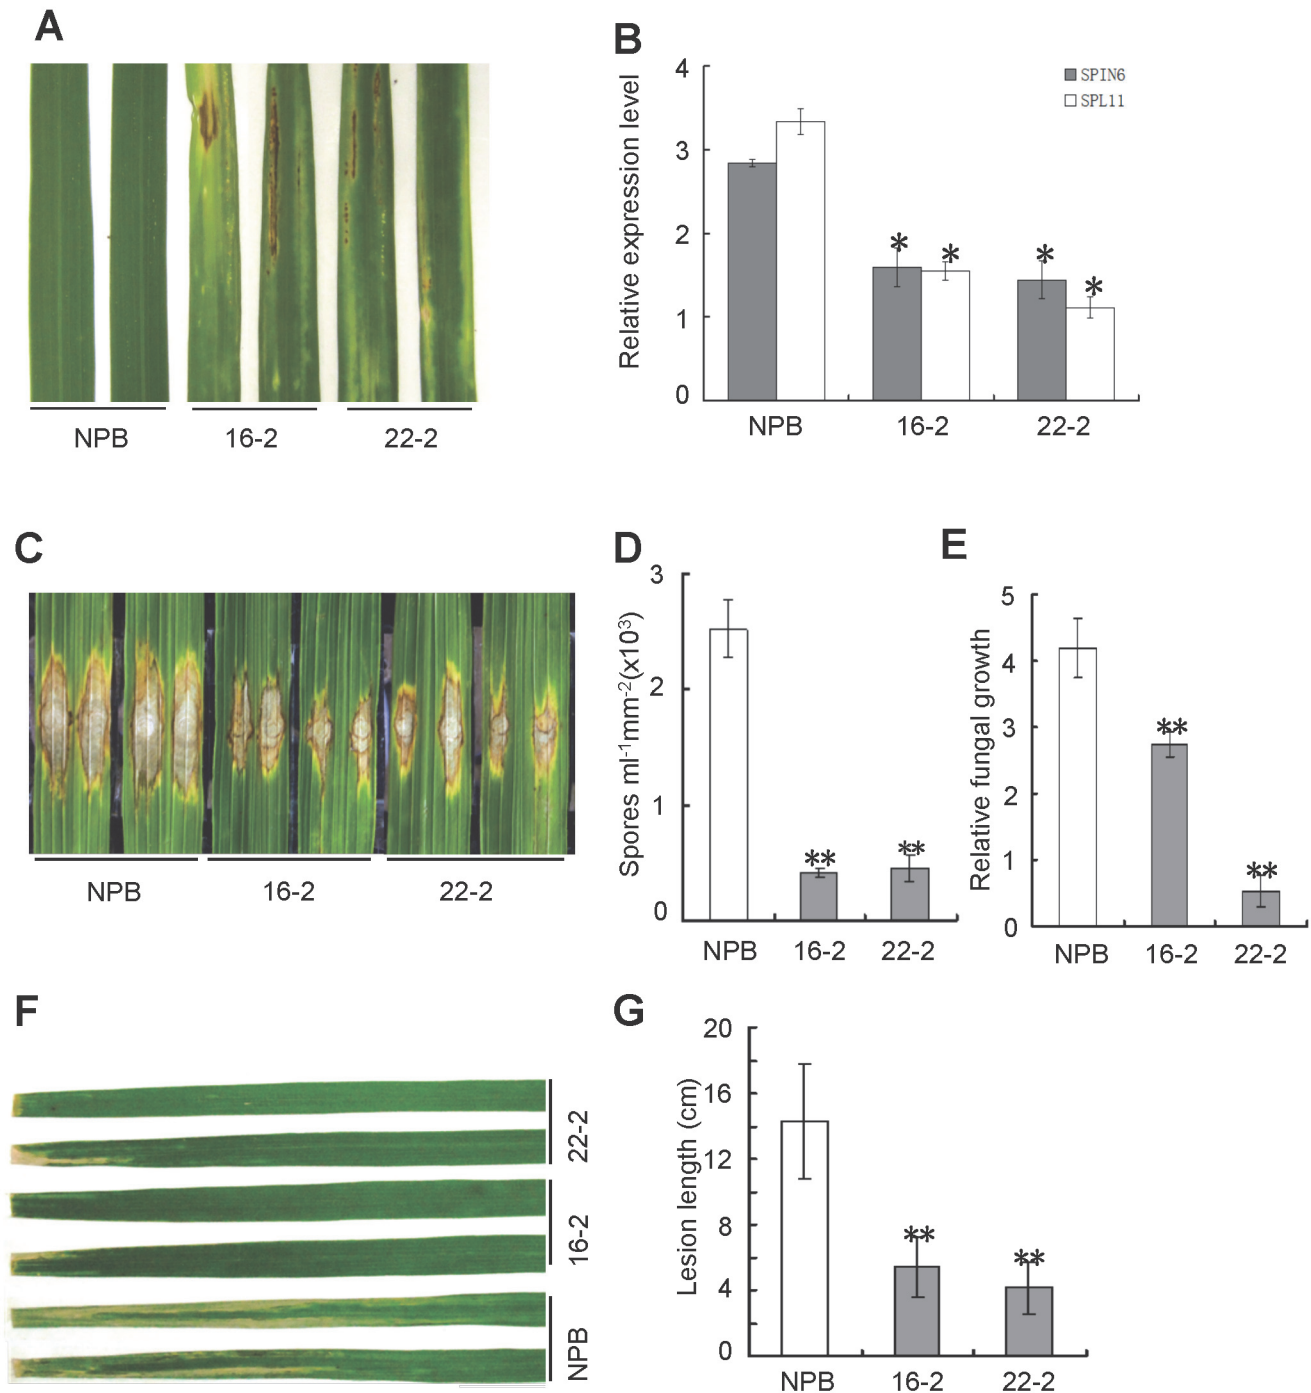 A
NPB
16-2
22-2
B
Relative expression level
4
3
2
1
0
SPIN6
SPL11
*
*
*
*
NPB
16-2
22-2
C
NPB
16-2
22-2
D
Spores ml-1mm-2(x10³)
3
2
1
0
**
**
NPB
16-2
22-2
E
Relative fungal growth
5
4
3
2
1
0
**
**
NPB
16-2
22-2
F
22-2
16-2
NPB
G
Lesion length (cm)
20
16
12
8
4
0
**
**
NPB
16-2
22-2